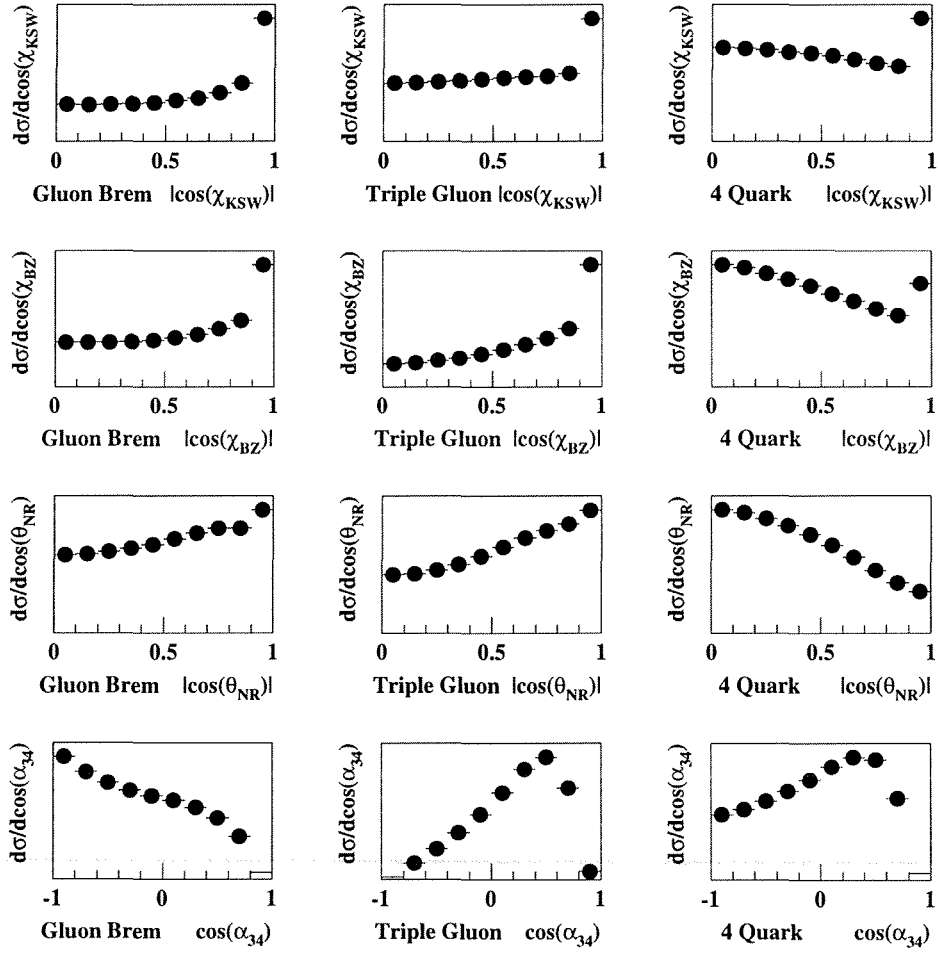 dσ/dcos(χKSW)
0 0.5 1
Gluon Brem |cos(χKSW)|
dσ/dcos(χKSW)
0 0.5 1
Triple Gluon |cos(χKSW)|
dσ/dcos(χKSW)
0 0.5 1
4 Quark |cos(χKSW)|
dσ/dcos(χBZ)
0 0.5 1
Gluon Brem |cos(χBZ)|
dσ/dcos(χBZ)
0 0.5 1
Triple Gluon |cos(χBZ)|
dσ/dcos(χBZ)
0 0.5 1
4 Quark |cos(χBZ)|
dσ/dcos(θNR)
0 0.5 1
Gluon Brem |cos(θNR)|
dσ/dcos(θNR)
0 0.5 1
Triple Gluon |cos(θNR)|
dσ/dcos(θNR)
0 0.5 1
4 Quark |cos(θNR)|
dσ/dcos(α34)
-1 0 1
Gluon Brem cos(α34)
dσ/dcos(α34)
-1 0 1
Triple Gluon cos(α34)
dσ/dcos(α34)
-1 0 1
4 Quark cos(α34)